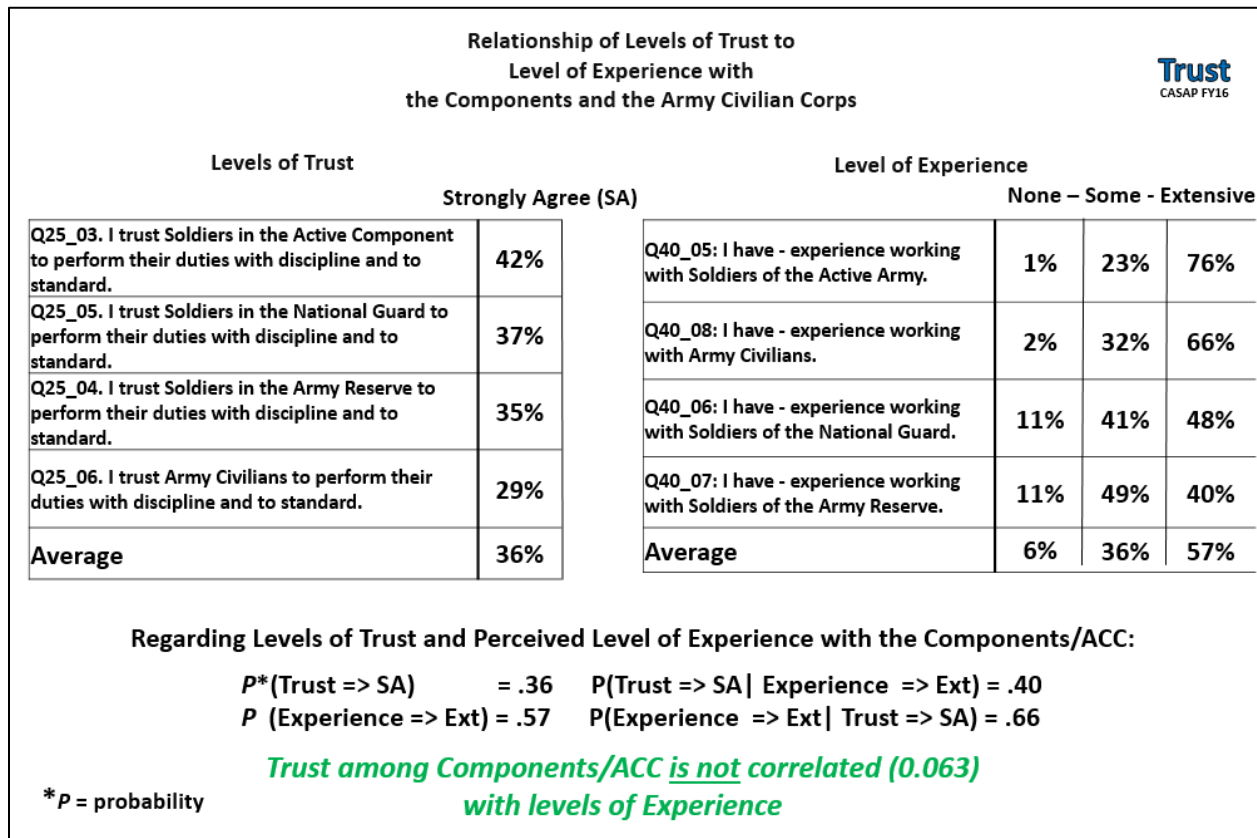 Relationship of Levels of Trust to
Level of Experience with
the Components and the Army Civilian Corps
Trust
CASAP FY16
Levels of Trust
Strongly Agree (SA)
Q25_03. I trust Soldiers in the Active Component
to perform their duties with discipline and to
standard.
42%
Q25_05. I trust Soldiers in the National Guard to
perform their duties with discipline and to
standard.
37%
Q25_04. I trust Soldiers in the Army Reserve to
perform their duties with discipline and to
standard.
35%
Q25_06. I trust Army Civilians to perform their
duties with discipline and to standard.
29%
Average 36%
Level of Experience
None – Some - Extensive
Q40_05: I have - experience working
with Soldiers of the Active Army.
1% 23% 76%
Q40_08: I have - experience working
with Army Civilians.
2% 32% 66%
Q40_06: I have - experience working
with Soldiers of the National Guard.
11% 41% 48%
Q40_07: I have - experience working
with Soldiers of the Army Reserve.
11% 49% 40%
Average 6% 36% 57%
Regarding Levels of Trust and Perceived Level of Experience with the Components/ACC:
P*(Trust => SA) = .36 P(Trust => SA| Experience => Ext) = .40
P (Experience => Ext) = .57 P(Experience => Ext| Trust => SA) = .66
Trust among Components/ACC is not correlated (0.063)
with levels of Experience
*P = probability